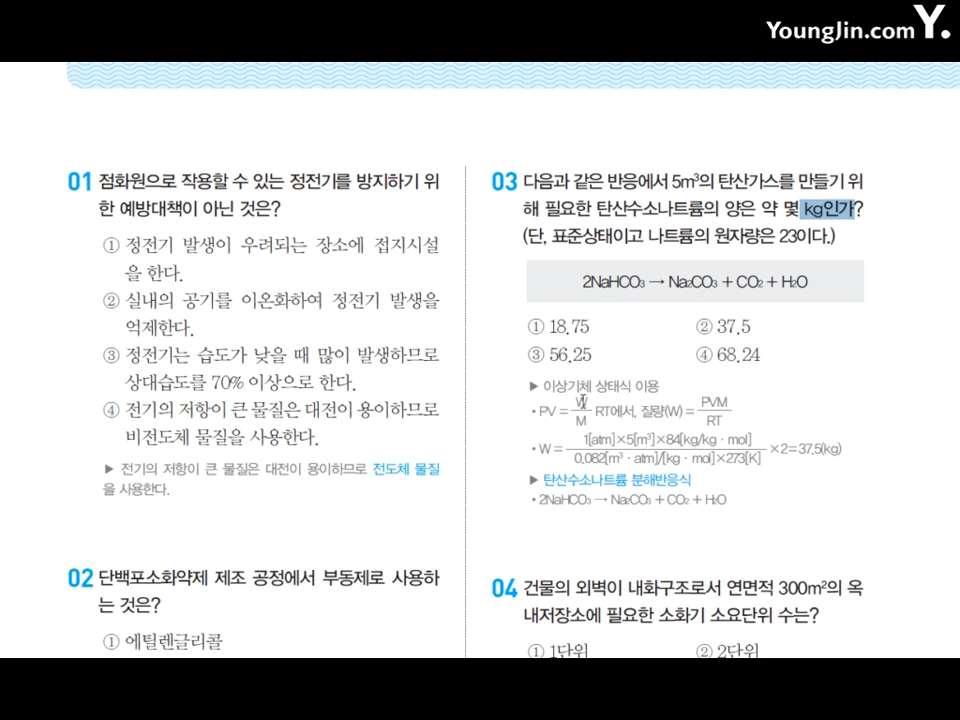 YoungJin.com Y.
01 점화원으로 작용할 수 있는 정전기를 방지하기 위
한 예방대책이 아닌 것은?
① 정전기 발생이 우려되는 장소에 접지시설
을 한다.
② 실내의 공기를 이온화하여 정전기 발생을
억제한다.
③ 정전기는 습도가 낮을 때 많이 발생하므로
상대습도를 70% 이상으로 한다.
④ 전기의 저항이 큰 물질은 대전이 용이하므로
비전도체 물질을 사용한다.
▶ 전기의 저항이 큰 물질은 대전이 용이하므로 전도체 물질
을 사용한다.
02 단백포소화약제 제조 공정에서 부동제로 사용하
는 것은?
① 에틸렌글리콜
03 다음과 같은 반응에서 5m³의 탄산가스를 만들기 위
해 필요한 탄산수소나트륨의 양은 약 몇 kg인가?
(단, 표준상태이고 나트륨의 원자량은 23이다.)
2NaHCO₃ → Na₂CO₃ + CO₂ + H₂O
① 18.75 ② 37.5
③ 56.25 ④ 68.24
▶ 이상기체 상태식 이용
• PV = W/M RT에서, 질량(W) = PVM/RT
• W = 1[atm]×5[m³]×84[kg/kg · mol] / 0.082[m³ · atm]/[kg · mol]×273[K] ×2=37.5(kg)
▶ 탄산수소나트륨 분해반응식
• 2NaHCO₃ → Na₂CO₃ + CO₂ + H₂O
04 건물의 외벽이 내화구조로서 연면적 300m²의 옥
내저장소에 필요한 소화기 소요단위 수는?
① 1단위 ② 2단위